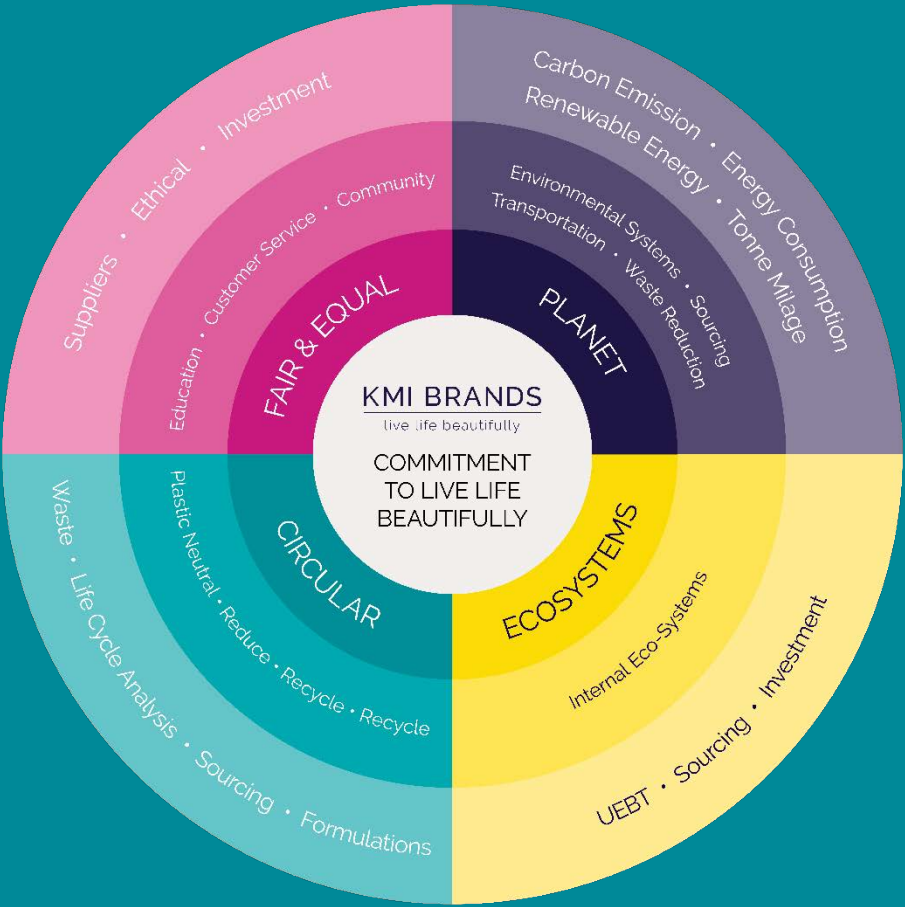 KMI BRANDS
live life beautifully
COMMITMENT
TO LIVE LIFE
BEAUTIFULLY
FAIR & EQUAL
Education • Customer Service • Community
Suppliers • Ethical • Investment
PLANET
Environmental Systems • Sourcing
Transportation • Waste Reduction
Carbon Emission • Energy Consumption
Renewable Energy • Tonne Milage
CIRCULAR
Plastic Neutral • Reduce • Recycle • Recycle
Waste • Life Cycle Analysis • Sourcing • Formulations
ECOSYSTEMS
Internal Eco-Systems
UEBT • Sourcing • Investment